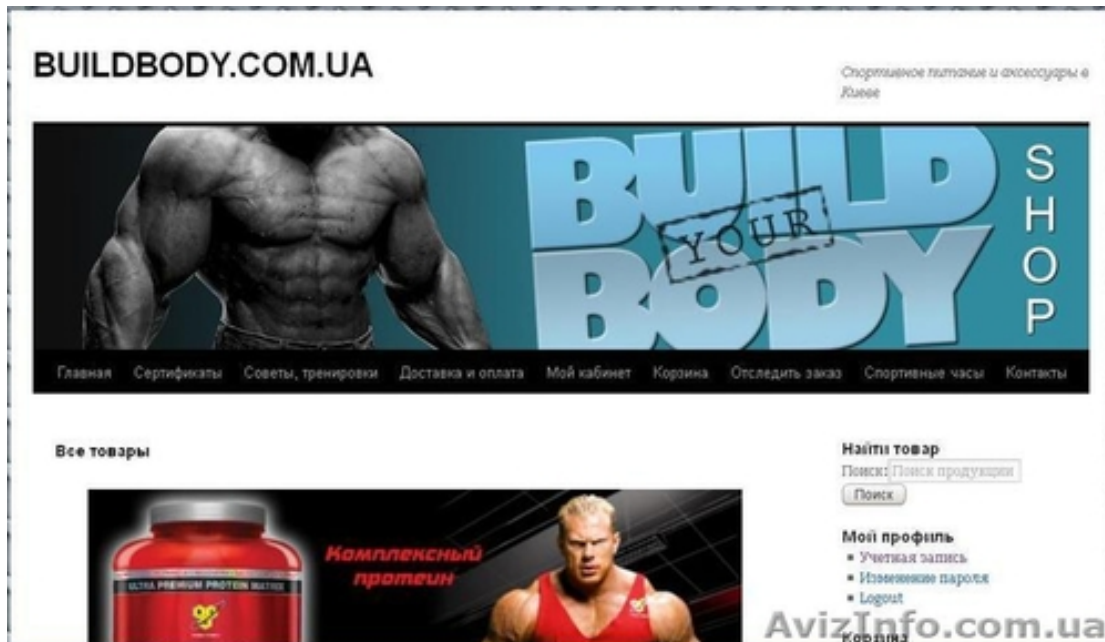 BUILDBODY.COM.UA
Спортивное питание и аксессуары в
Киеве
BUILD
YOUR
BODY
SHOP
Главная Сертификаты Советы, тренировки Доставка и оплата Мой кабинет Корзина Отследить заказ Спортивные часы Контакты
Все товары
Комплексный
протеин
ULTRA PREMIUM PROTEIN MATRIX
Найти товар
Поиск: Поиск продукции
Поиск
Мой профиль
Учетная запись
Изменение пароля
Logout
Корзина
AvizInfo.com.ua